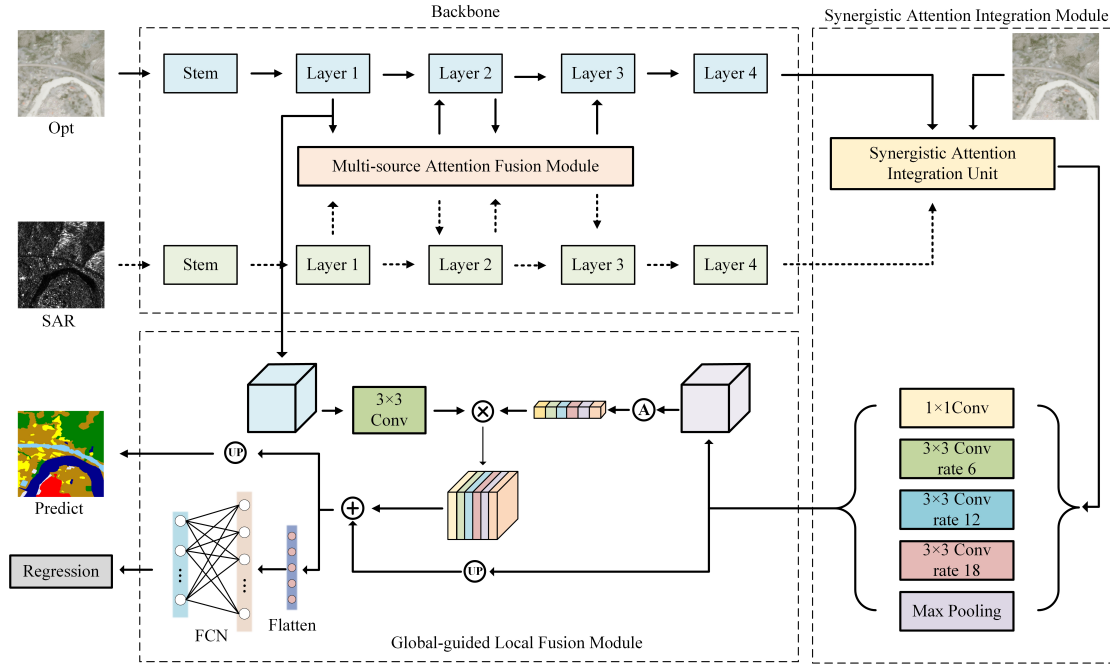 Backbone
Synergistic Attention Integration Module
Opt
Stem
Layer 1
Layer 2
Layer 3
Layer 4
Multi-source Attention Fusion Module
Synergistic Attention
Integration Unit
SAR
Stem
Layer 1
Layer 2
Layer 3
Layer 4
3×3
Conv
A
1×1Conv
3×3 Conv
rate 6
3×3 Conv
rate 12
3×3 Conv
rate 18
Max Pooling
UP
Predict
UP
Regression
FCN
Flatten
Global-guided Local Fusion Module